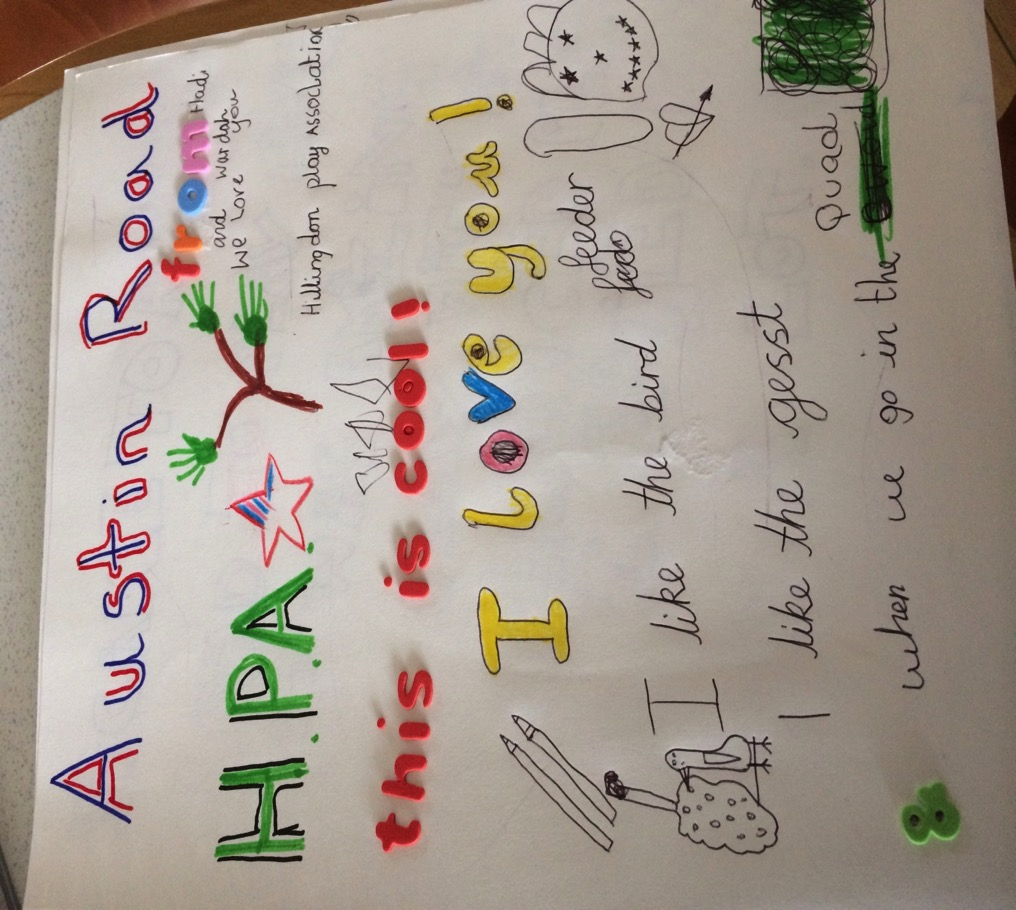 Austin Road
H.P.A.
from Hadi
and wardah
we love you
Hillingdon play Association
this is cool!
I love you!
I like the bird feeder
I like the gesst
when we go in the Quad
8